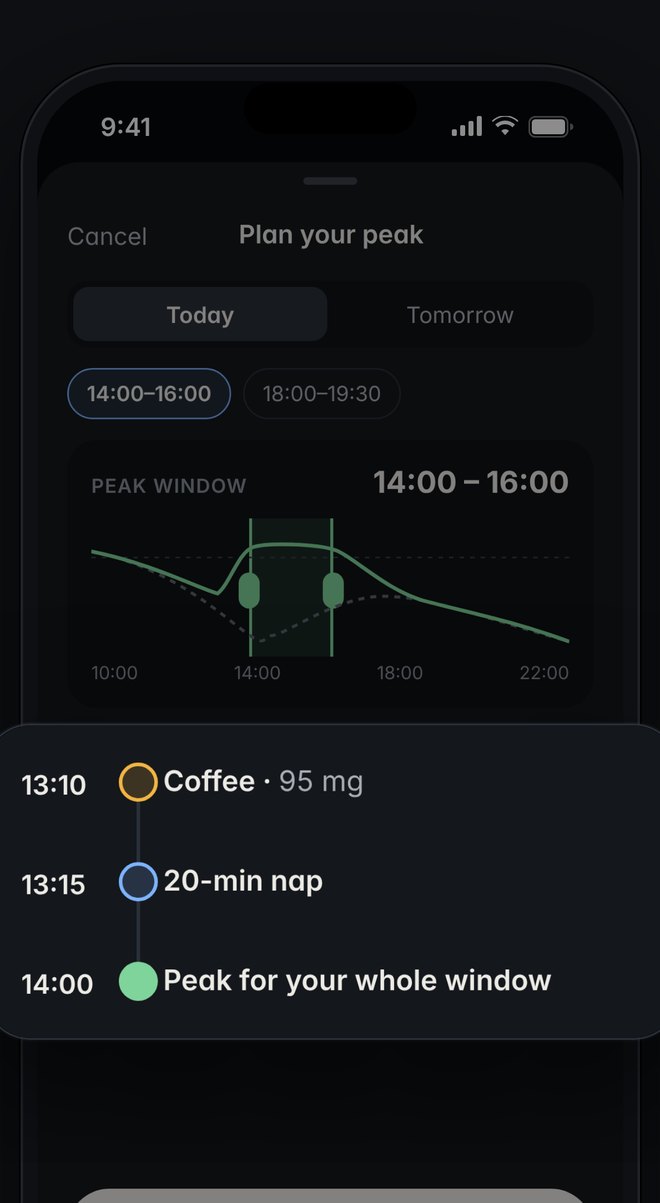 9:41
Cancel Plan your peak
Today Tomorrow
14:00–16:00 18:00–19:30
PEAK WINDOW 14:00 – 16:00
10:00 14:00 18:00 22:00
13:10 Coffee · 95 mg
13:15 20-min nap
14:00 Peak for your whole window